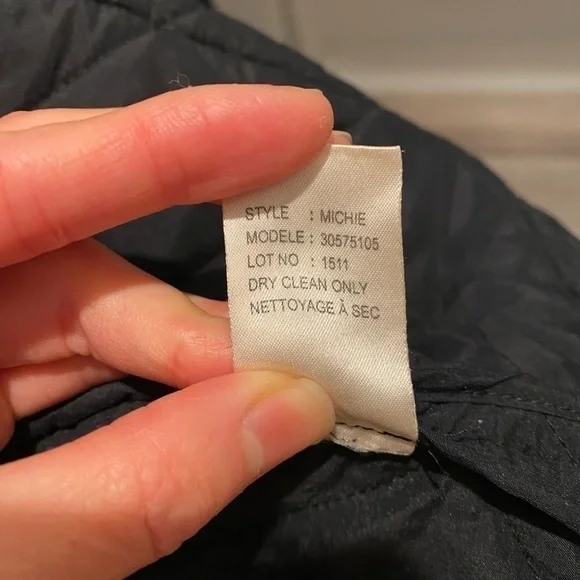 STYLE : MICHIE
MODELE : 30575105
LOT NO : 1511
DRY CLEAN ONLY
NETTOYAGE À SEC